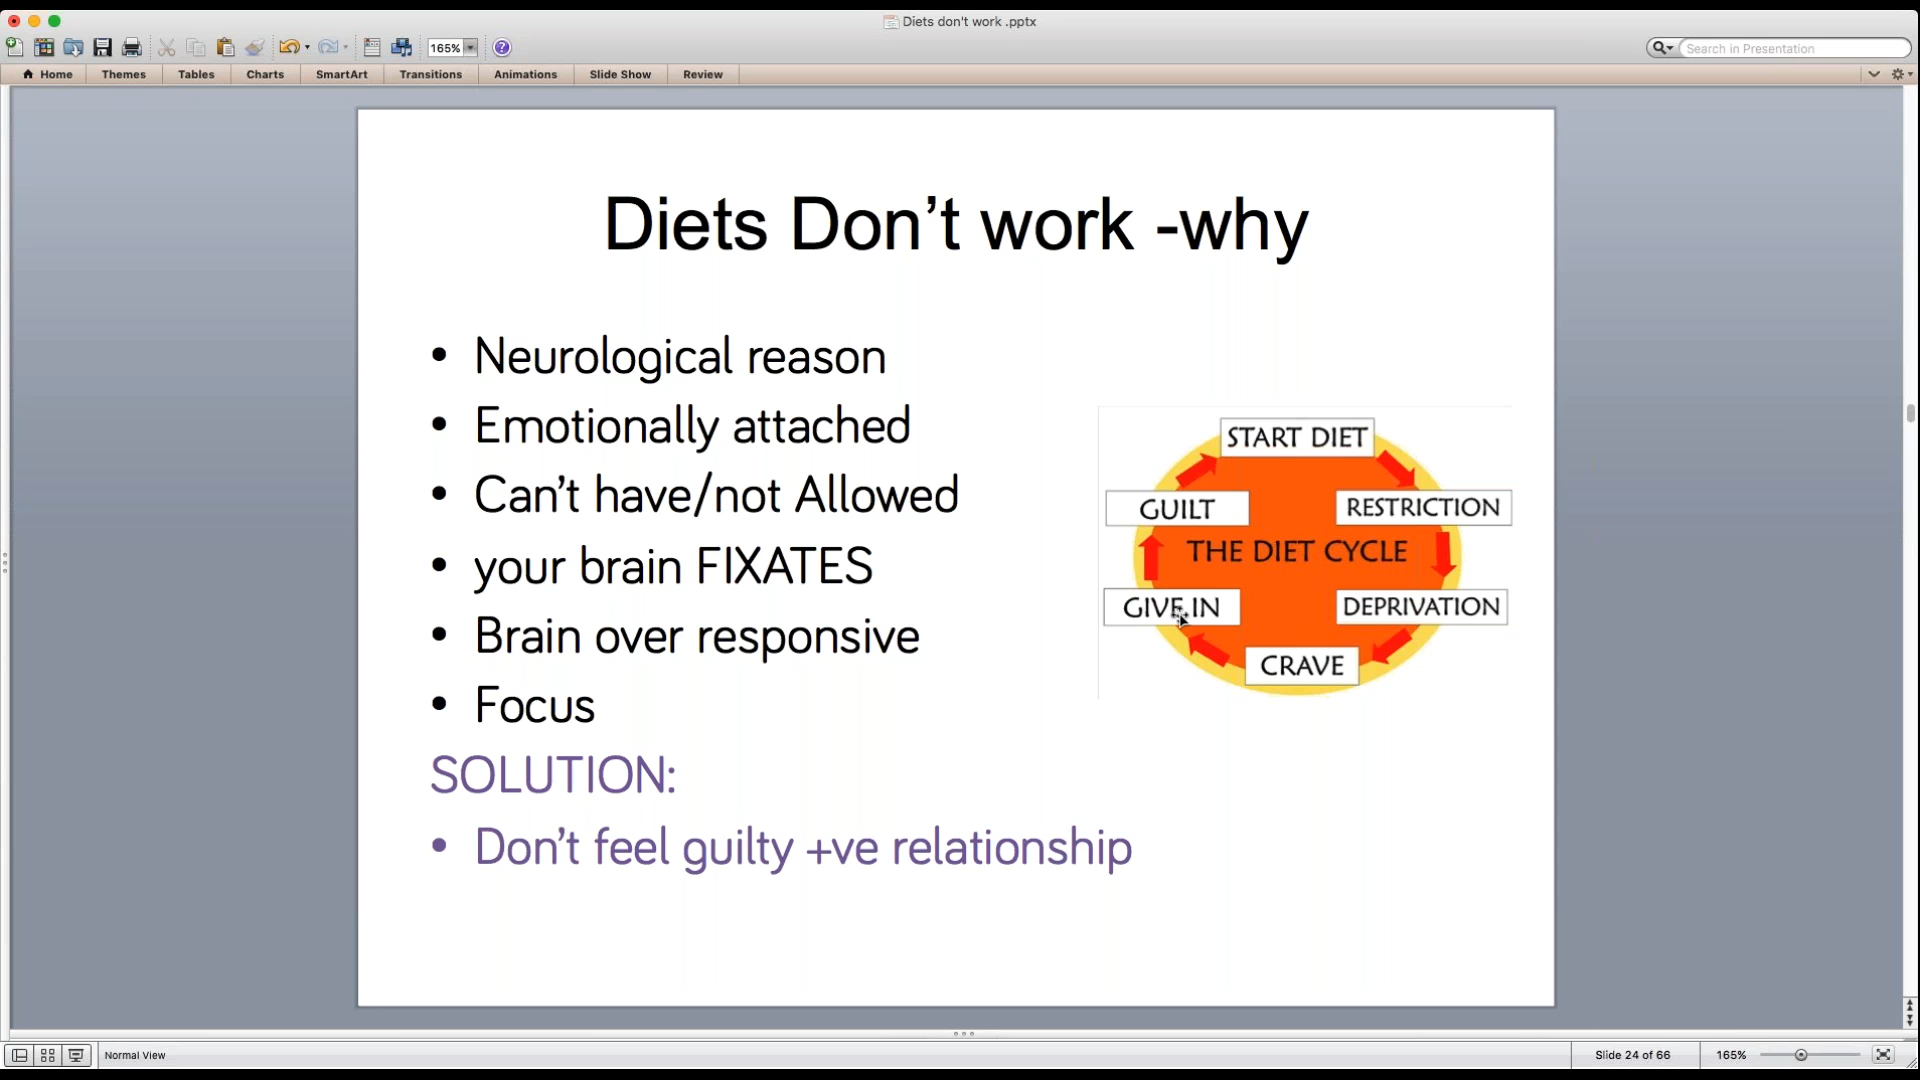 Diets don't work .pptx
165%
Search in Presentation
Home Themes Tables Charts SmartArt Transitions Animations Slide Show Review
Diets Don’t work -why
• Neurological reason
• Emotionally attached
• Can’t have/not Allowed
• your brain FIXATES
• Brain over responsive
• Focus
SOLUTION:
• Don’t feel guilty +ve relationship
START DIET
RESTRICTION
DEPRIVATION
CRAVE
GIVE IN
GUILT
THE DIET CYCLE
Normal View
Slide 24 of 66
165%